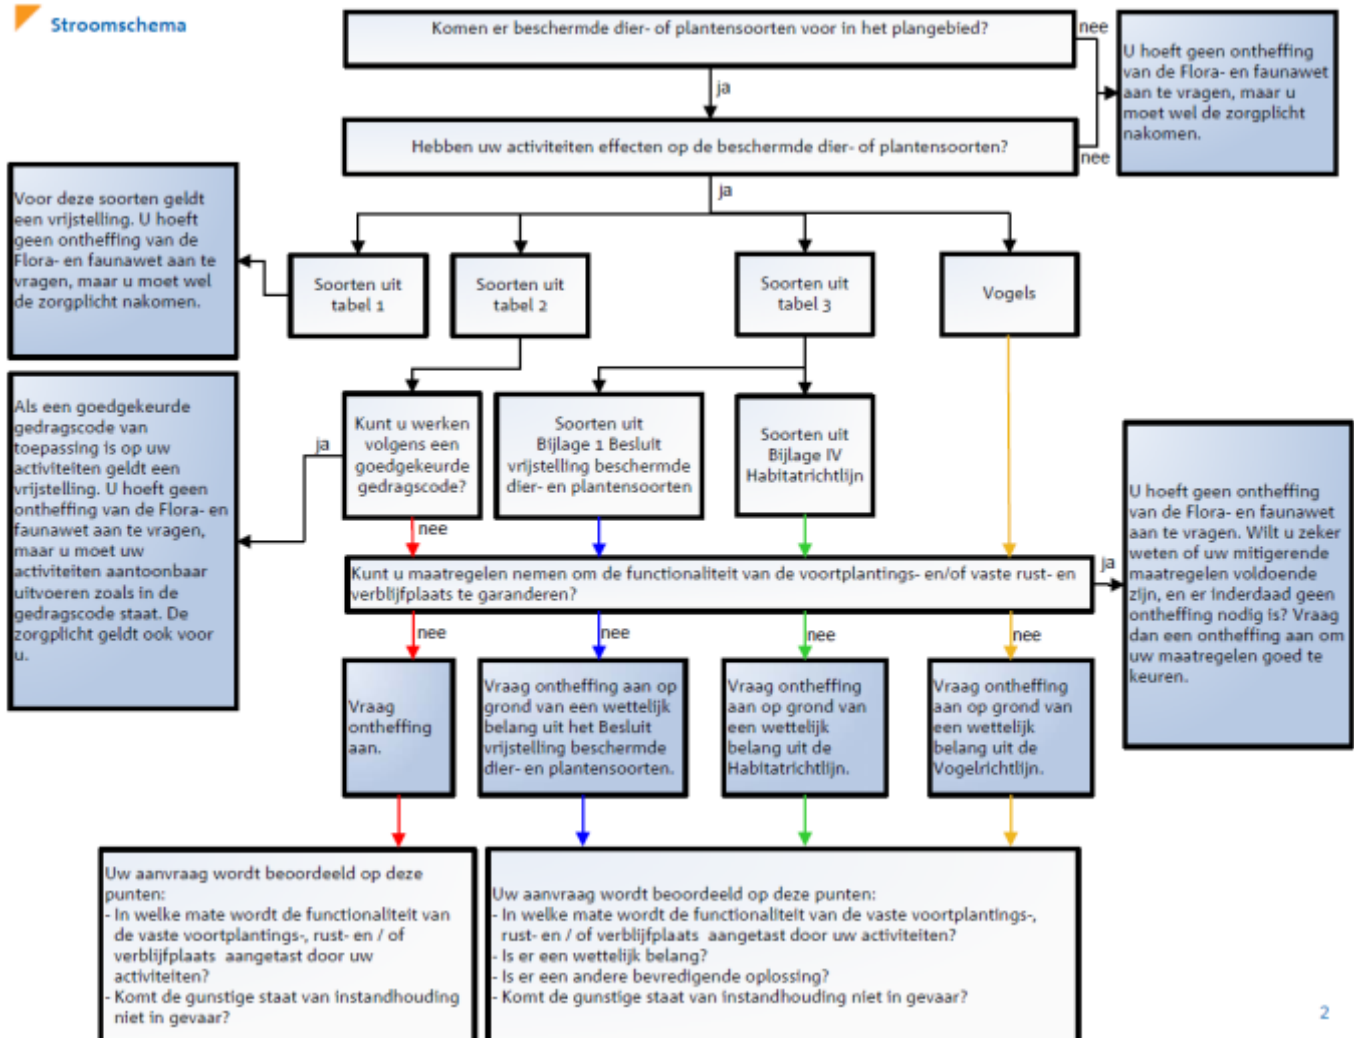 Stroomschema
Komen er beschermde dier- of plantensoorten voor in het plangebied?
nee
U hoeft geen ontheffing
van de Flora- en faunawet
aan te vragen, maar u
moet wel de zorgplicht
nakomen.
ja
Hebben uw activiteiten effecten op de beschermde dier- of plantensoorten?
nee
ja
Voor deze soorten geldt
een vrijstelling. U hoeft
geen ontheffing van de
Flora- en faunawet aan te
vragen, maar u moet wel
de zorgplicht nakomen.
Soorten uit
tabel 1
Soorten uit
tabel 2
Soorten uit
tabel 3
Vogels
Als een goedgekeurde
gedragscode van
toepassing is op uw
activiteiten geldt een
vrijstelling. U hoeft geen
ontheffing van de Flora- en
faunawet aan te vragen,
maar u moet uw
activiteiten aantoonbaar
uitvoeren zoals in de
gedragscode staat. De
zorgplicht geldt ook voor
u.
ja
Kunt u werken
volgens een
goedgekeurde
gedragscode?
Soorten uit
Bijlage 1 Besluit
vrijstelling beschermde
dier- en plantensoorten
Soorten uit
Bijlage IV
Habitatrichtlijn
nee
Kunt u maatregelen nemen om de functionaliteit van de voortplantings- en/of vaste rust- en
verblijfplaats te garanderen?
ja
U hoeft geen ontheffing
van de Flora- en faunawet
aan te vragen. Wilt u zeker
weten of uw mitigerende
maatregelen voldoende
zijn, en er inderdaad geen
ontheffing nodig is? Vraag
dan een ontheffing aan om
uw maatregelen goed te
keuren.
nee
nee
nee
nee
Vraag
ontheffing
aan.
Vraag ontheffing aan op
grond van een wettelijk
belang uit het Besluit
vrijstelling beschermde
dier- en plantensoorten.
Vraag ontheffing
aan op grond van
een wettelijk
belang uit de
Habitatrichtlijn.
Vraag ontheffing
aan op grond van
een wettelijk
belang uit de
Vogelrichtlijn.
Uw aanvraag wordt beoordeeld op deze
punten:
- In welke mate wordt de functionaliteit van
de vaste voortplantings-, rust- en / of
verblijfplaats aangetast door uw
activiteiten?
- Komt de gunstige staat van instandhouding
niet in gevaar?
Uw aanvraag wordt beoordeeld op deze punten:
- In welke mate wordt de functionaliteit van de vaste voortplantings-,
rust- en / of verblijfplaats aangetast door uw activiteiten?
- Is er een wettelijk belang?
- Is er een andere bevredigende oplossing?
- Komt de gunstige staat van instandhouding niet in gevaar?
2